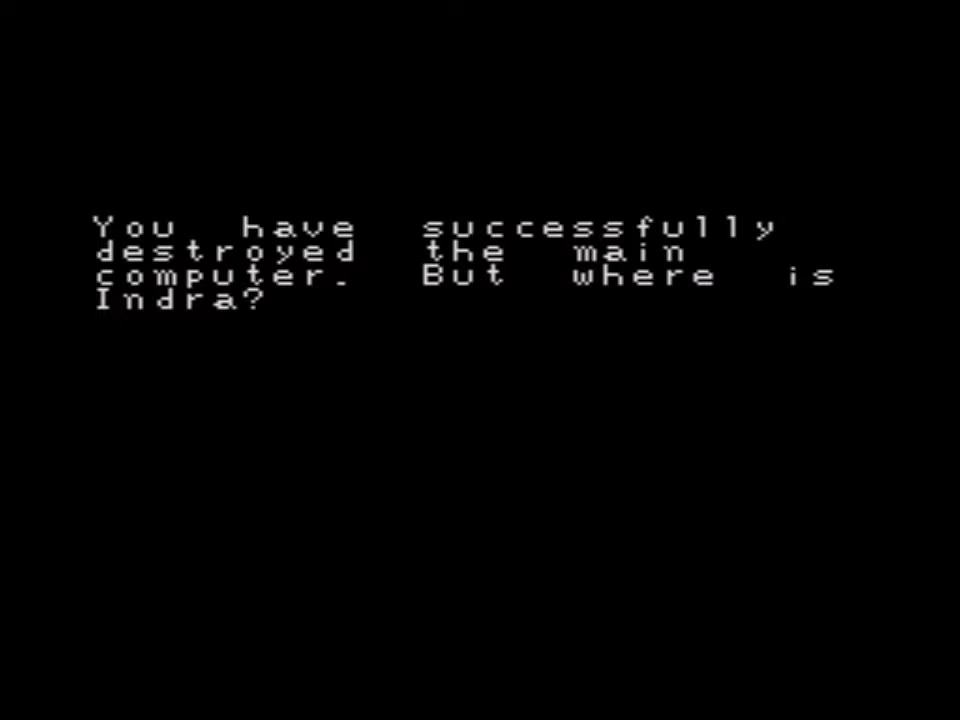 You have successfully
destroyed the main
computer. But where is
Indra?